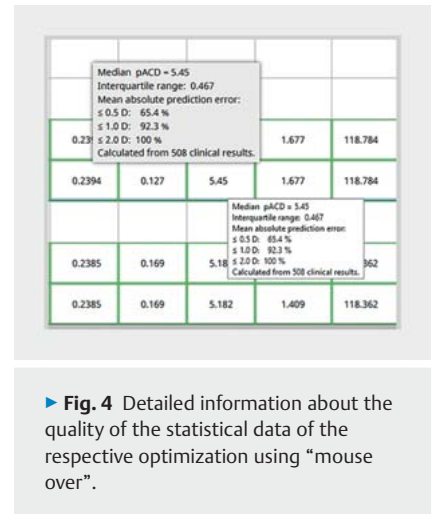 Median pACD = 5.45
Interquartile range: 0.467
Mean absolute prediction error:
≤ 0.5 D: 65.4 %
≤ 1.0 D: 92.3 %
≤ 2.0 D: 100 %
Calculated from 508 clinical results.
1.677 118.784
0.2394 0.127 5.45 1.677 118.784
Median pACD = 5.45
Interquartile range: 0.467
Mean absolute prediction error:
≤ 0.5 D: 65.4 %
≤ 1.0 D: 92.3 %
≤ 2.0 D: 100 %
Calculated from 508 clinical results.
0.2385 0.169
0.2385 0.169 5.182 1.409 118.362
▶ Fig. 4 Detailed information about the
quality of the statistical data of the
respective optimization using “mouse
over”.